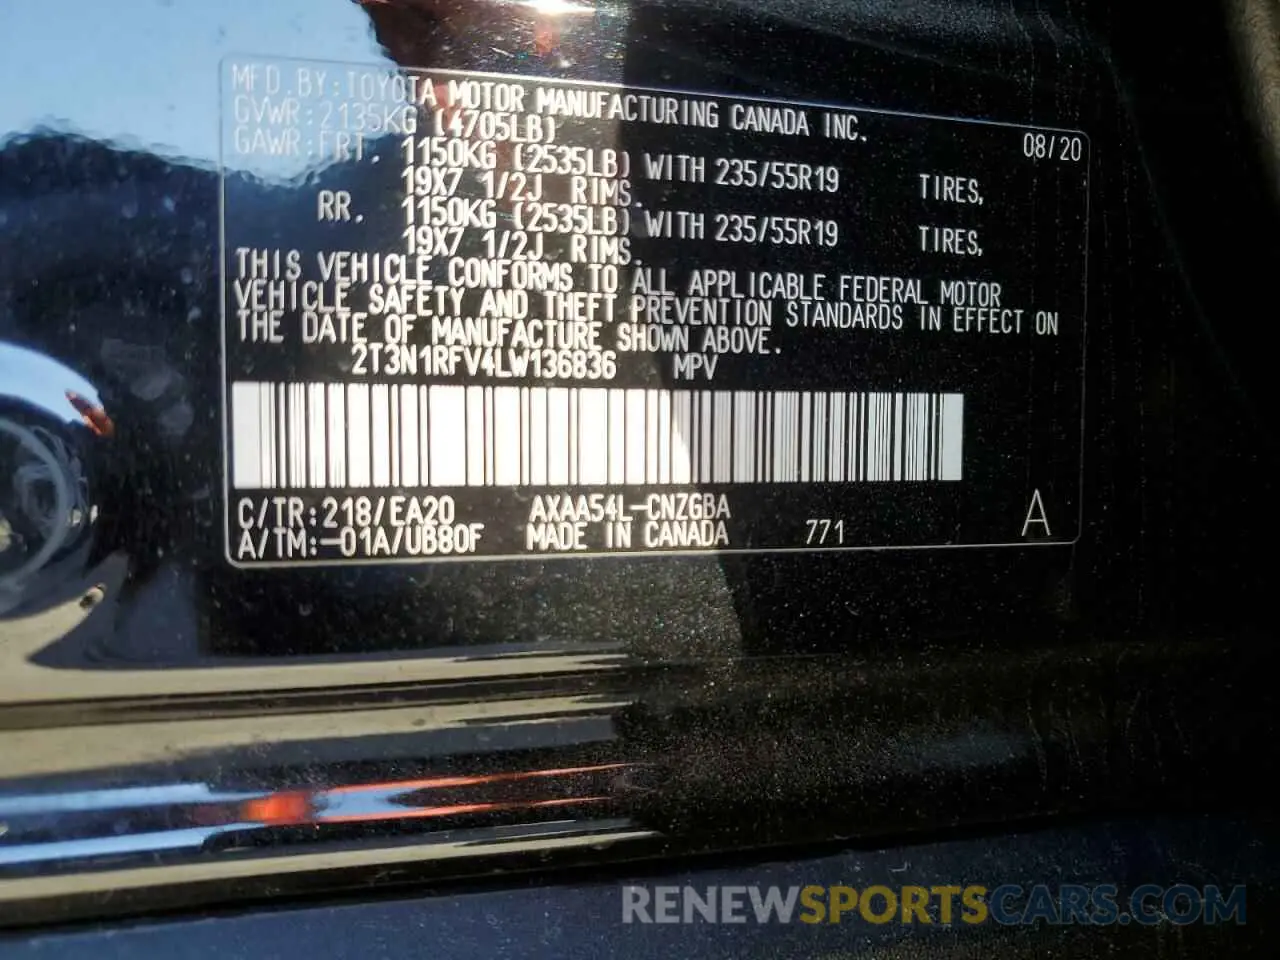 MFD.BY:TOYOTA MOTOR MANUFACTURING CANADA INC. 08/20
GVWR:2135KG (4705LB)
GAWR:FRT. 1150KG (2535LB) WITH 235/55R19 TIRES,
19X7 1/2J RIMS.
RR. 1150KG (2535LB) WITH 235/55R19 TIRES,
19X7 1/2J RIMS.
THIS VEHICLE CONFORMS TO ALL APPLICABLE FEDERAL MOTOR
VEHICLE SAFETY AND THEFT PREVENTION STANDARDS IN EFFECT ON
THE DATE OF MANUFACTURE SHOWN ABOVE.
2T3N1RFV4LW136836 MPV
C/TR:218/EA20 AXAA54L-CNZGBA
A/TM:-01A/UB80F MADE IN CANADA 771 A
RENEWSPORTSCARS.COM